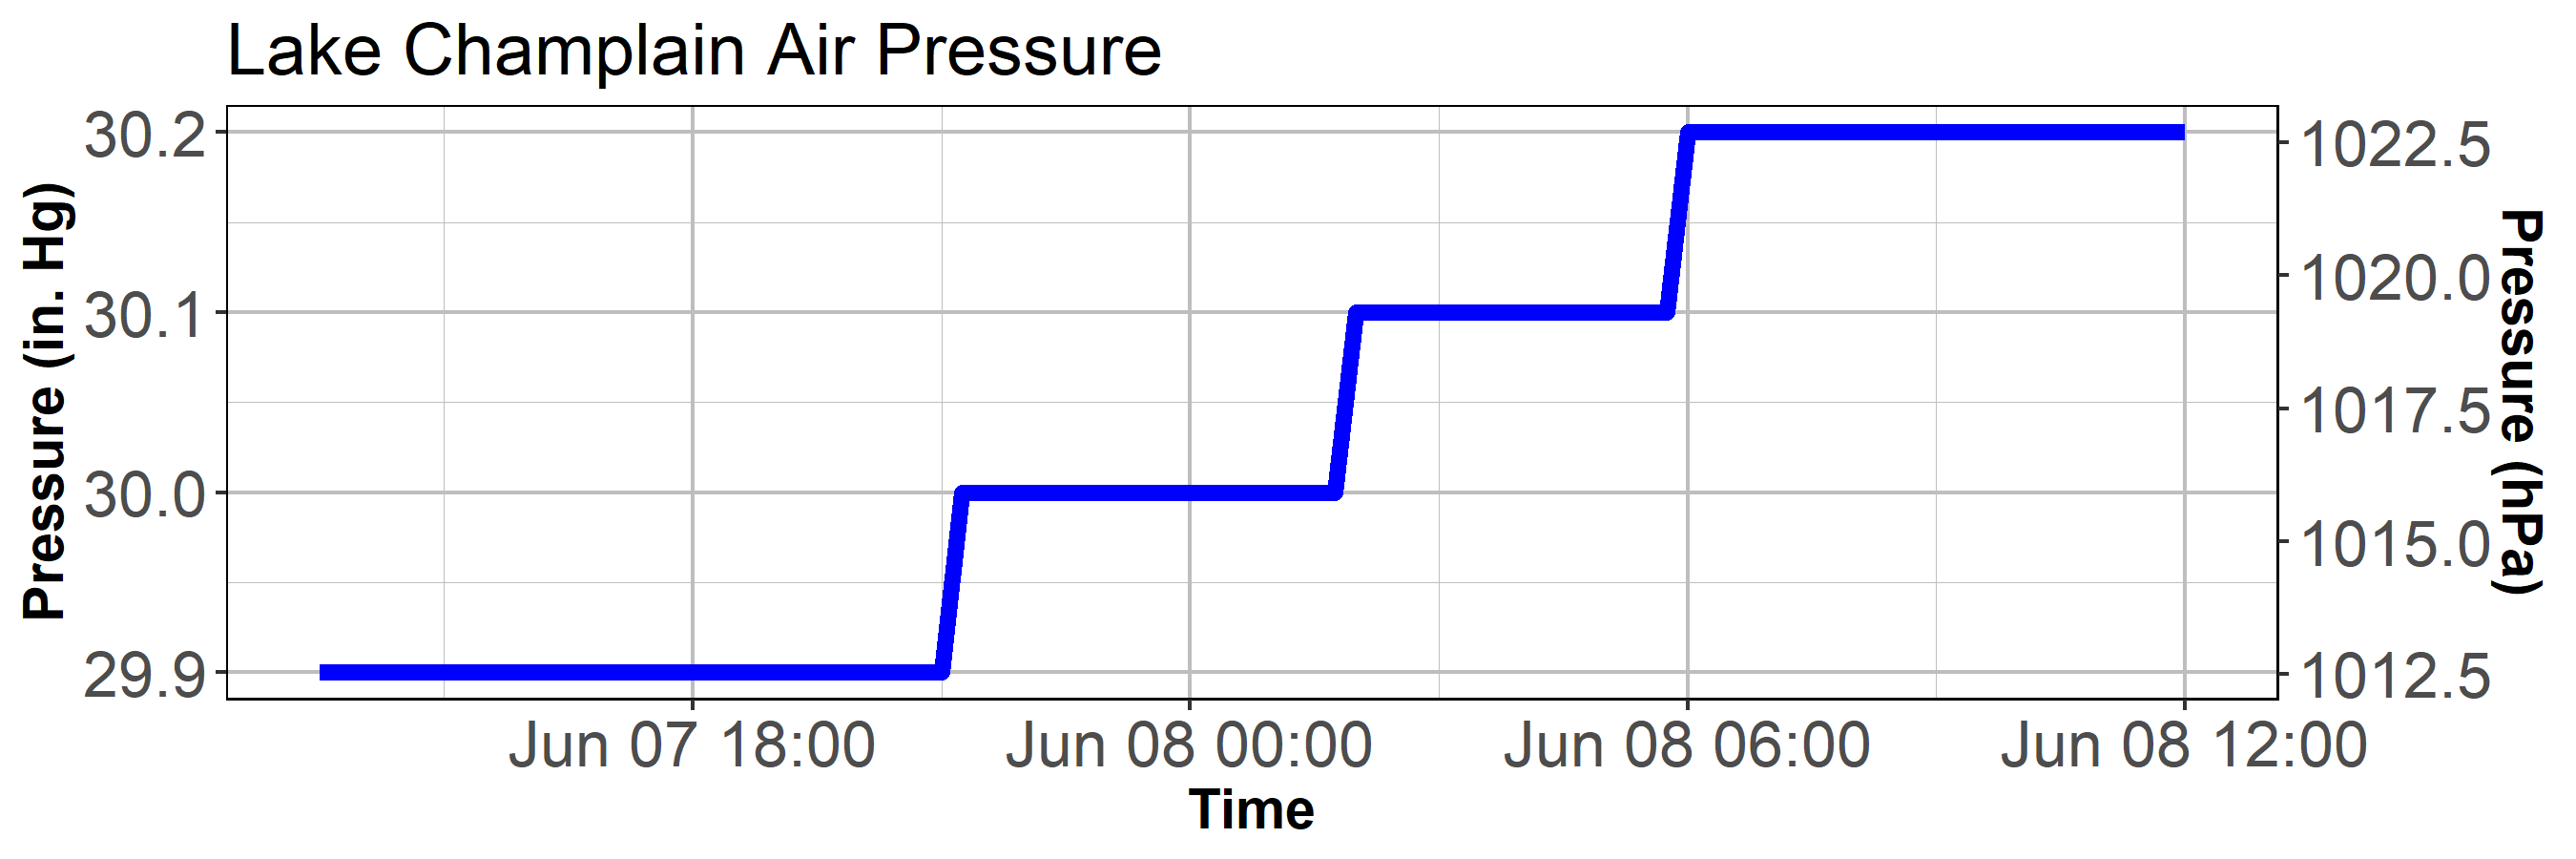 Lake Champlain Air Pressure
Pressure (in. Hg)
30.2
30.1
30.0
29.9
1022.5
1020.0
1017.5
1015.0
1012.5
Pressure (hPa)
Jun 07 18:00
Jun 08 00:00
Jun 08 06:00
Jun 08 12:00
Time